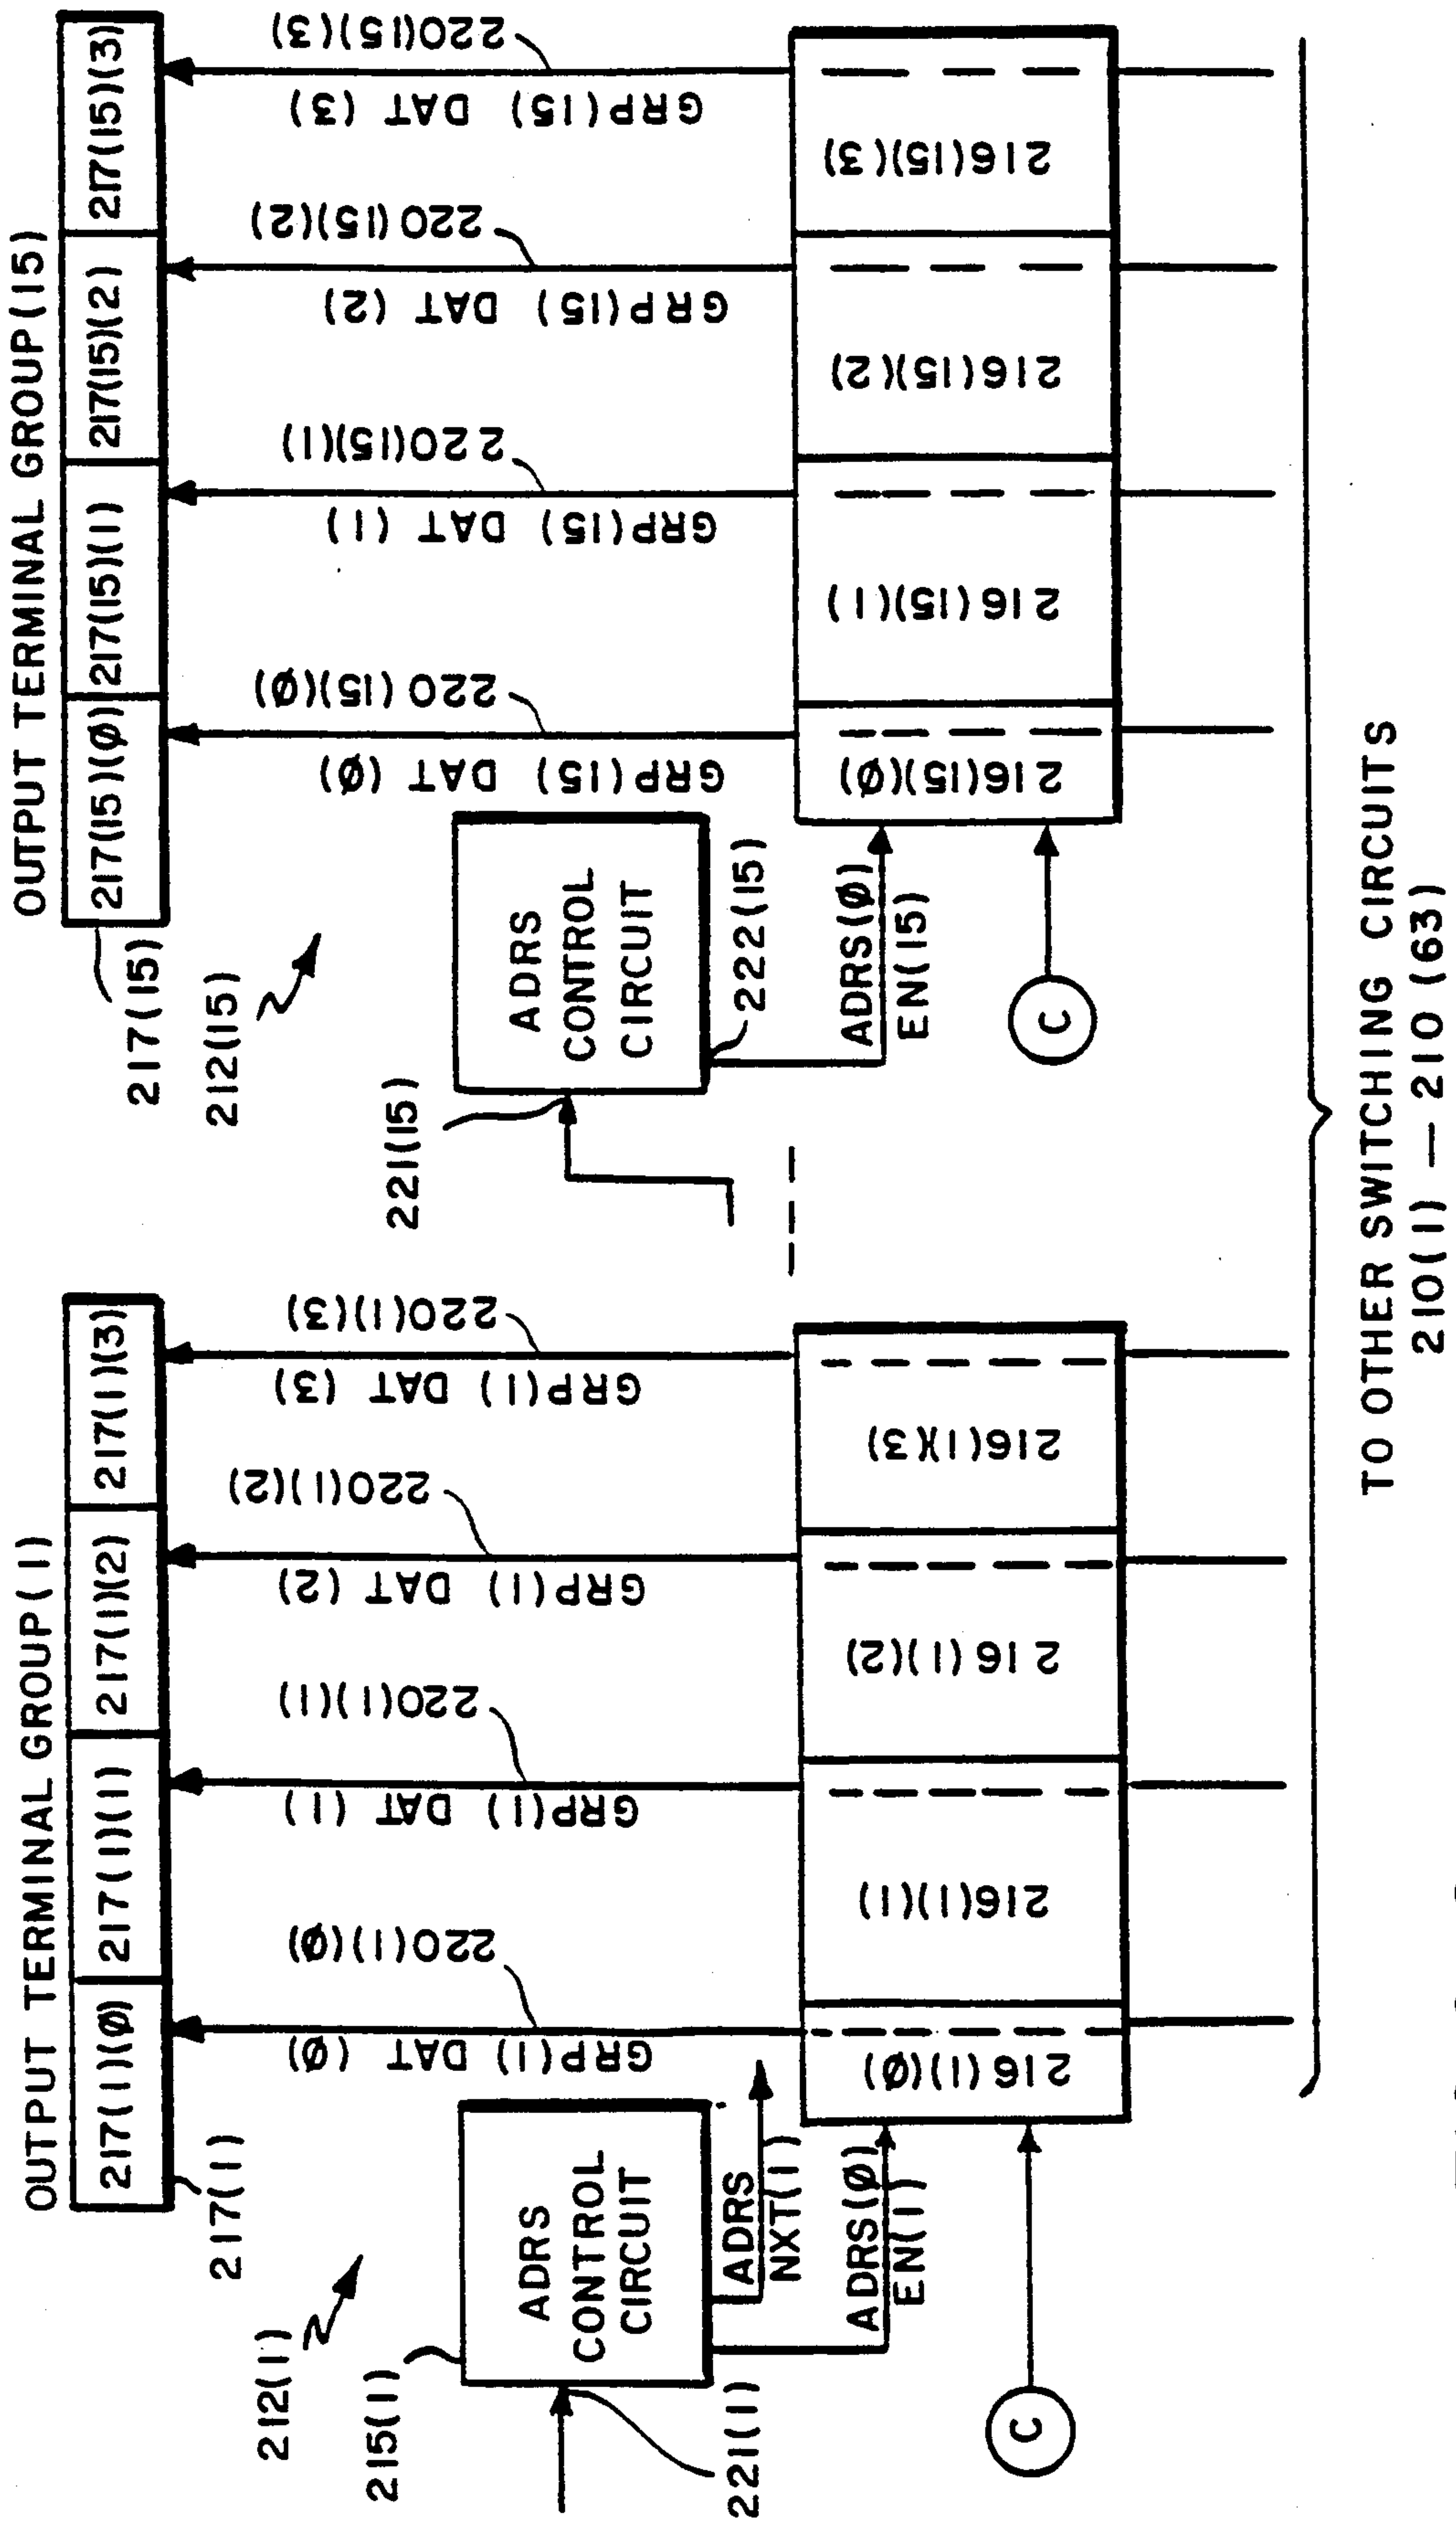 OUTPUT TERMINAL GROUP(1)
217(1)(Ø)
217(1)(1)
217(1)(2)
217(1)(3)
217(1)
212(1)
215(1)
ADRS
CONTROL
CIRCUIT
221(1)
ADRS
NXT(1)
ADRS(Ø)
EN(1)
C
GRP(1) DAT (Ø)
220(1)(Ø)
GRP(1) DAT (1)
220(1)(1)
GRP(1) DAT (2)
220(1)(2)
GRP(1) DAT (3)
220(1)(3)
216(1)(Ø)
216(1)(1)
216(1)(2)
216(1)(3)
OUTPUT TERMINAL GROUP(15)
217(15)(Ø)
217(15)(1)
217(15)(2)
217(15)(3)
217(15)
212(15)
221(15)
ADRS
CONTROL
CIRCUIT
222(15)
ADRS(Ø)
EN(15)
C
GRP(15) DAT (Ø)
220(15)(Ø)
GRP(15) DAT (1)
220(15)(1)
GRP(15) DAT (2)
220(15)(2)
GRP(15) DAT (3)
220(15)(3)
216(15)(Ø)
216(15)(1)
216(15)(2)
216(15)(3)
TO OTHER SWITCHING CIRCUITS
210(1) — 210(63)